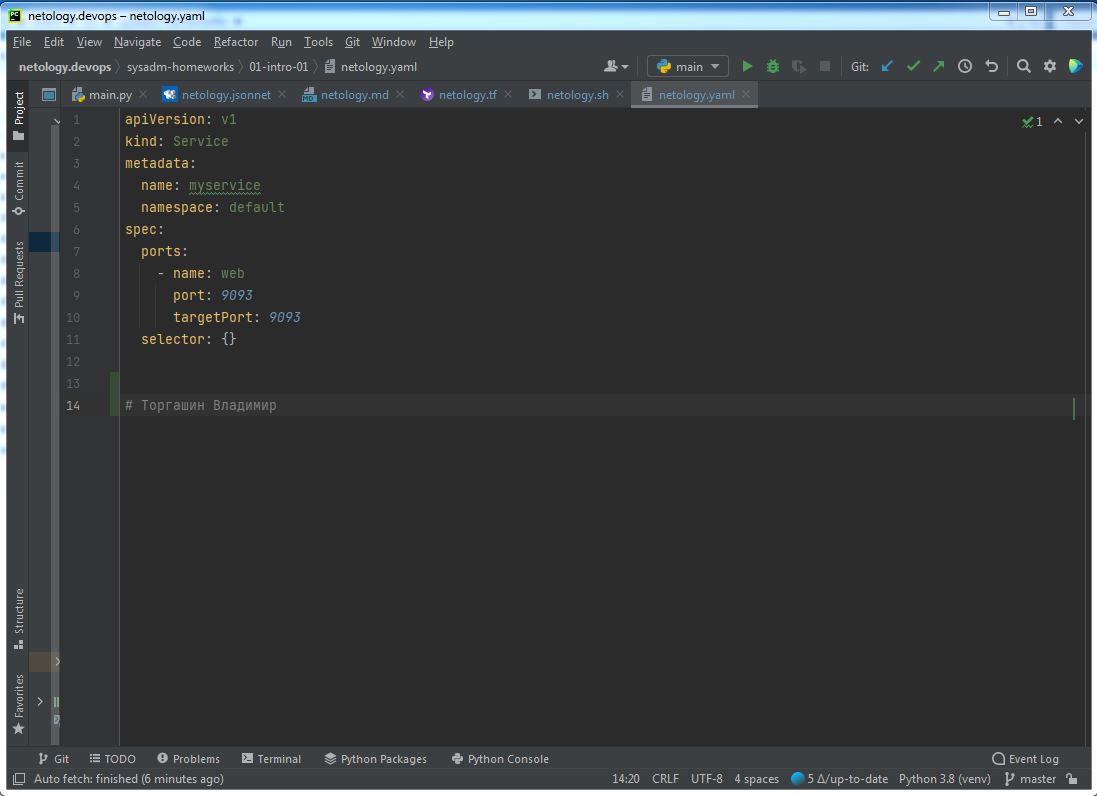 netology.devops – netology.yaml
File Edit View Navigate Code Refactor Run Tools Git Window Help
netology.devops sysadm-homeworks 01-intro-01 netology.yaml main Git:
main.py netology.jsonnet netology.md netology.tf netology.sh netology.yaml
Project
Commit
Pull Requests
Structure
Favorites
1 apiVersion: v1
1
2 kind: Service
3 metadata:
4 name: myservice
5 namespace: default
6 spec:
7 ports:
8 - name: web
9 port: 9093
10 targetPort: 9093
11 selector: {}
12
13
14 # Торгашин Владимир
Git TODO Problems Terminal Python Packages Python Console Event Log
Auto fetch: finished (6 minutes ago) 14:20 CRLF UTF-8 4 spaces 5 Δ/up-to-date Python 3.8 (venv) master